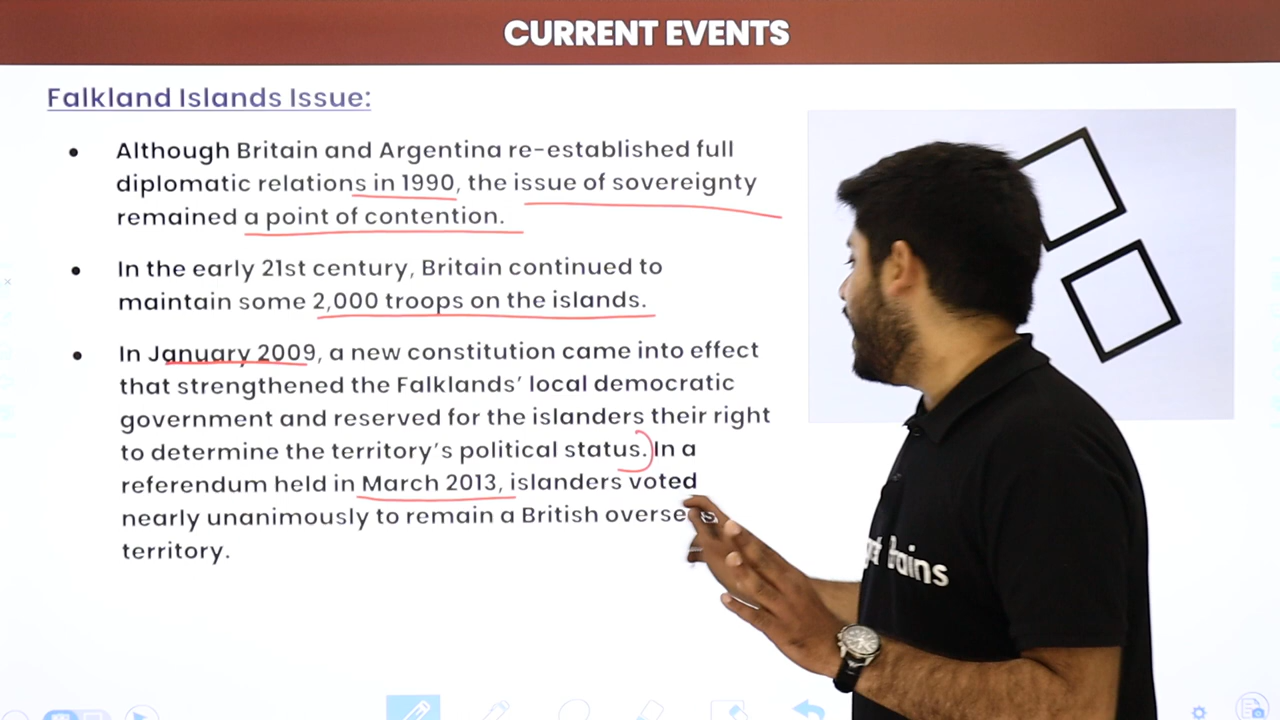 CURRENT EVENTS
Falkland Islands Issue:
• Although Britain and Argentina re-established full
diplomatic relations in 1990, the issue of sovereignty
remained a point of contention.
• In the early 21st century, Britain continued to
maintain some 2,000 troops on the islands.
• In January 2009, a new constitution came into effect
that strengthened the Falklands' local democratic
government and reserved for the islanders their right
to determine the territory's political status. In a
referendum held in March 2013, islanders voted
nearly unanimously to remain a British
territory.